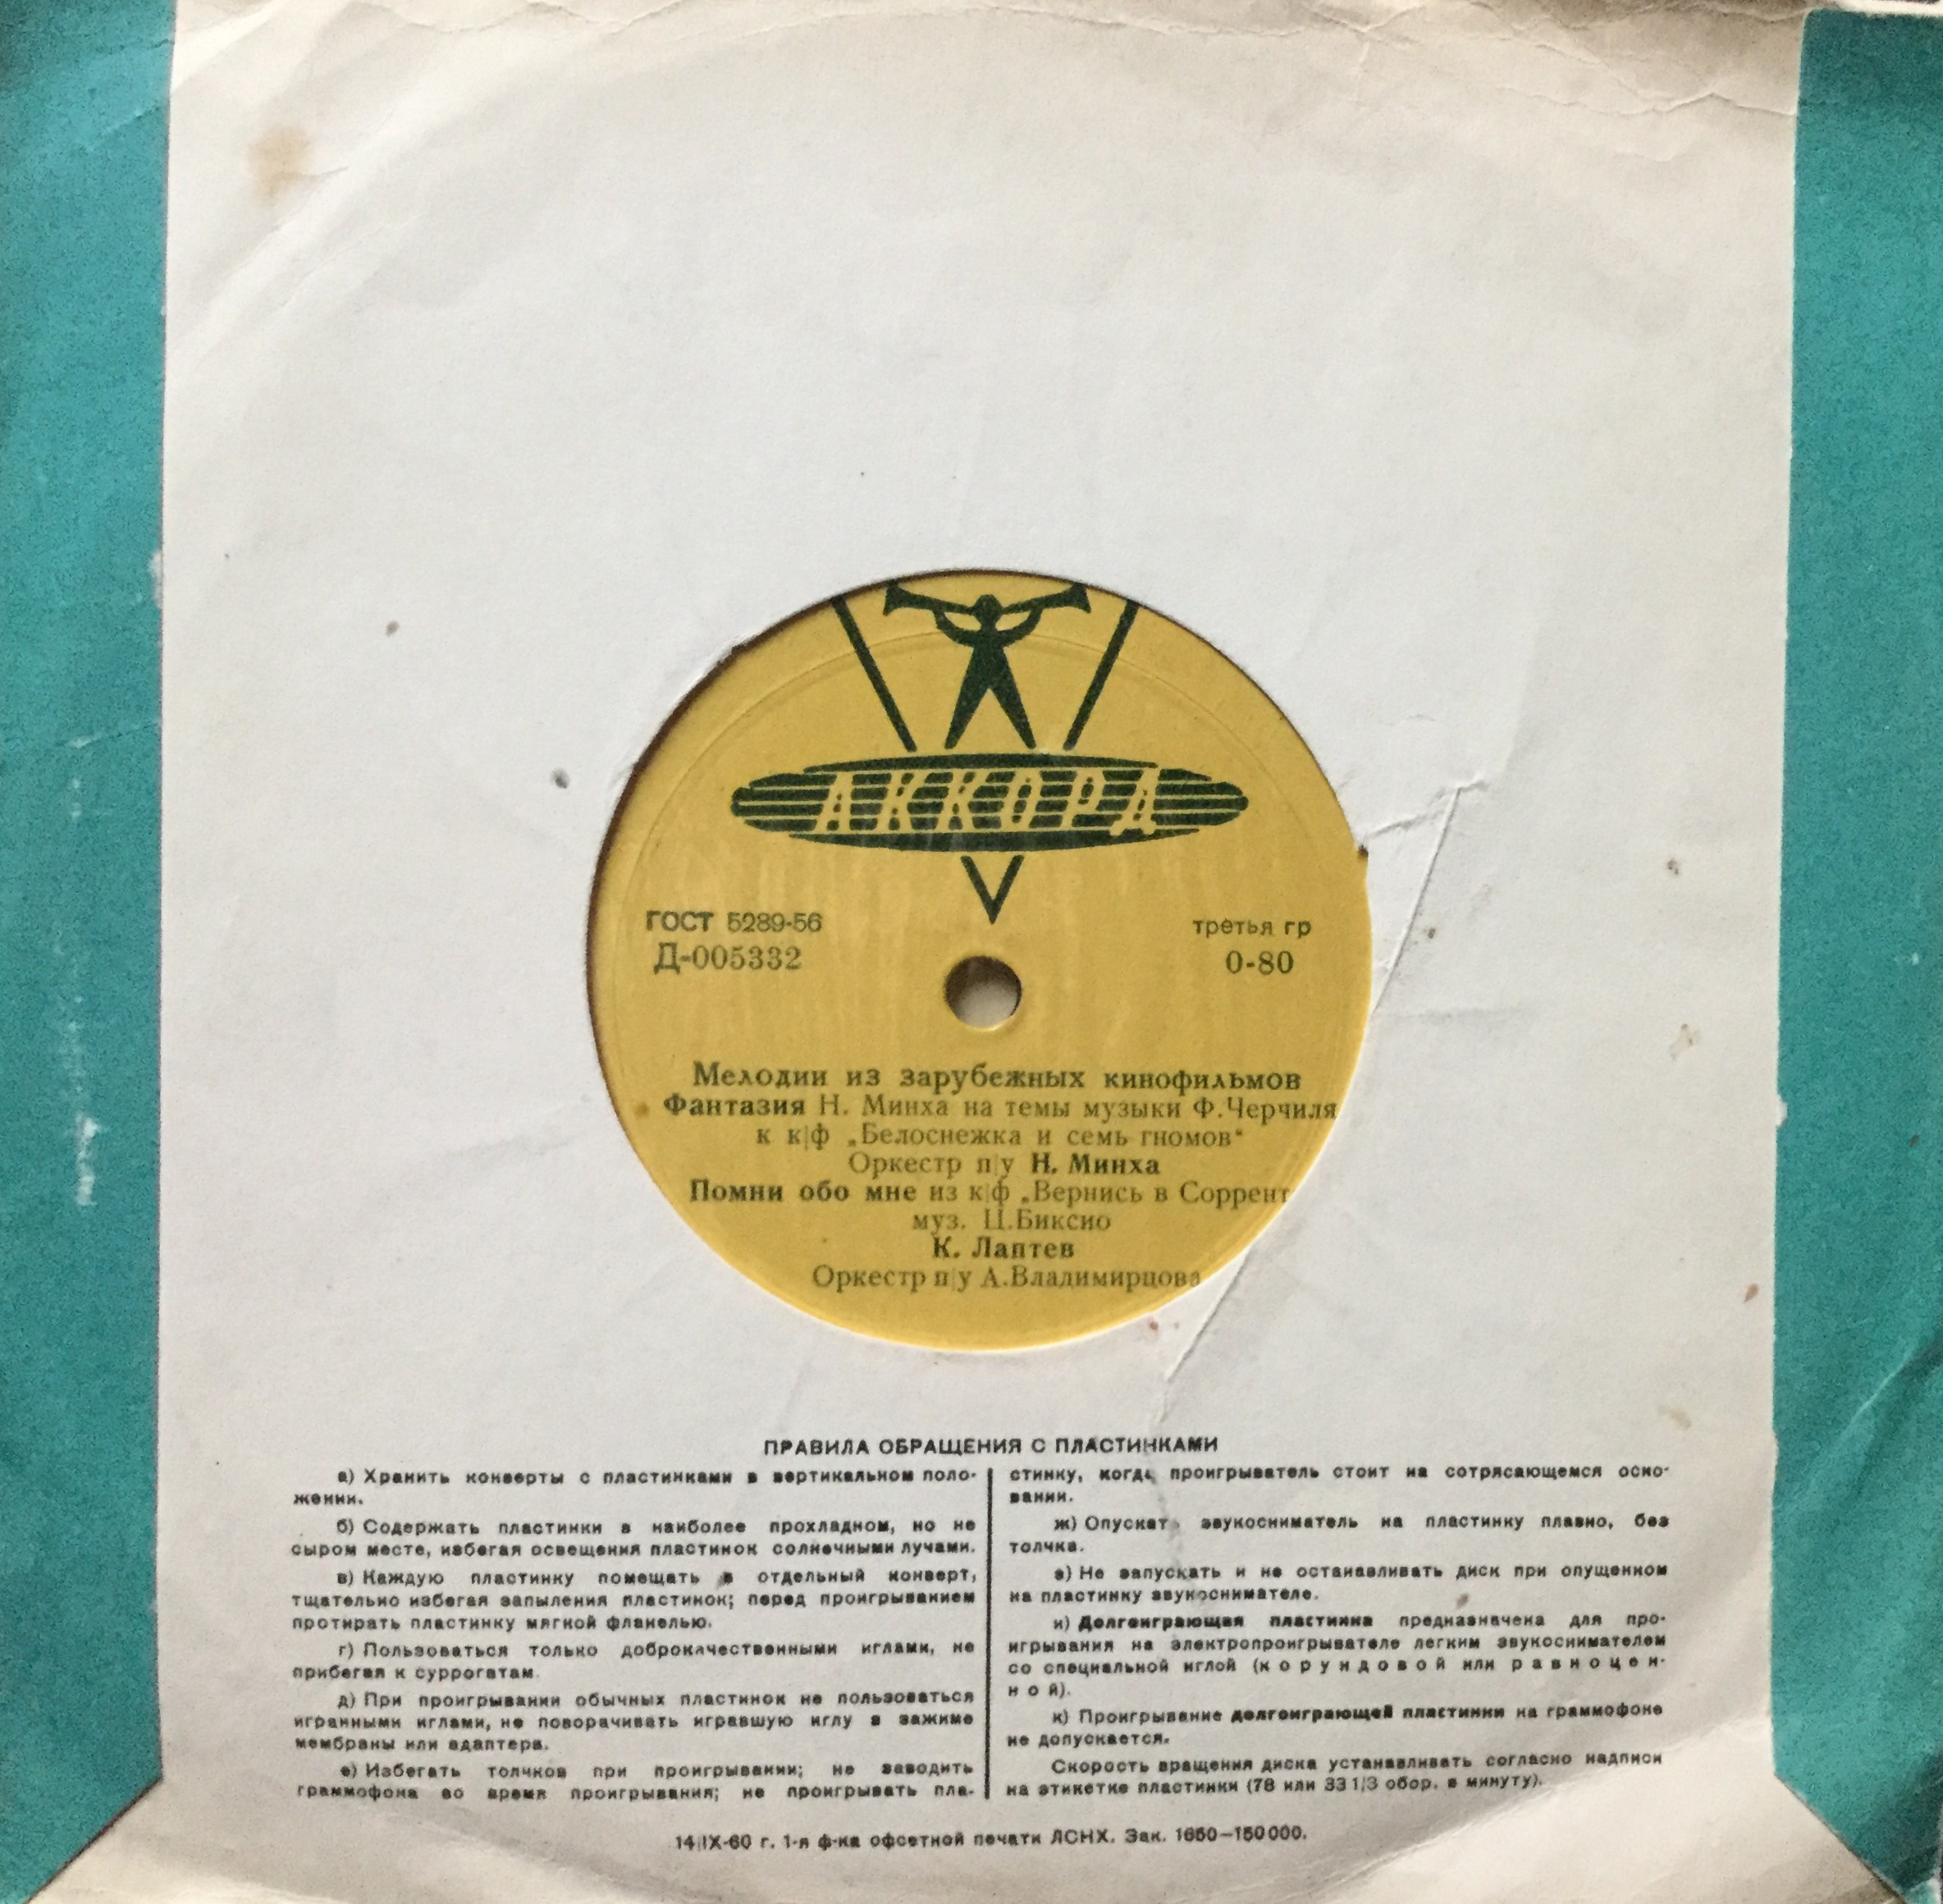 АККОРД
ГОСТ 5289-56
третья гр
Д-005332
0-80
Мелодии из зарубежных кинофильмов
Фантазия Н. Минха на темы музыки Ф.Черчиля
к к|ф „Белоснежка и семь гномов“
Оркестр п|у Н. Минха
Помни обо мне из к|ф „Вернись в Соррент
муз. Ц.Биксио
К. Лаптев
Оркестр п|у А.Владимирцова
ПРАВИЛА ОБРАЩЕНИЯ С ПЛАСТИНКАМИ
а) Хранить конверты с пластинками в вертикальном поло-
жении.
б) Содержать пластинки в наиболее прохладном, но не
сыром месте, избегая освещения пластинок солнечными лучами.
в) Каждую пластинку помещать в отдельный конверт,
тщательно избегая запыления пластинок; перед проигрыванием
протирать пластинку мягкой фланелью.
г) Пользоваться только доброкачественными иглами, не
прибегая к суррогатам.
д) При проигрывании обычных пластинок не пользоваться
игранными иглами, не поворачивать игравшую иглу в зажиме
мембраны или адаптера.
е) Избегать толчков при проигрывании; не заводить
граммофона во время проигрывания; не проигрывать пла-
стинку, когда проигрыватель стоит на сотрясающемся осно-
вании.
ж) Опускать звукосниматель на пластинку плавно, без
толчка.
з) Не запускать и не останавливать диск при опущенном
на пластинку звукоснимателе.
и) Долгоиграющая пластинка предназначена для про-
игрывания на электропроигрывателе легким звукоснимателем
со специальной иглой (корундовой или равноцен-
ной).
к) Проигрывание долгоиграющей пластинки на граммофоне
не допускается.
Скорость вращения диска устанавливать согласно надписи
на этикетке пластинки (78 или 33 1/3 обор. в минуту).
14|IX-60 г. 1-я ф-ка офсетной печати ЛСНХ. Зак. 1650—150000.